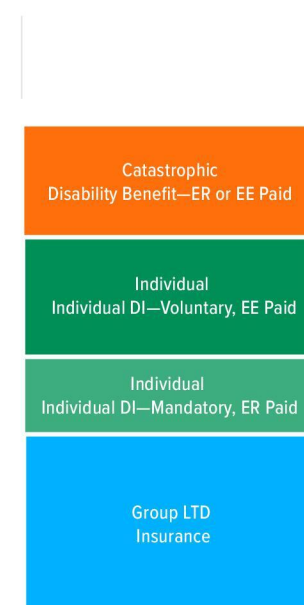 Catastrophic
Disability Benefit—ER or EE Paid
Individual
Individual DI—Voluntary, EE Paid
Individual
Individual DI—Mandatory, ER Paid
Group LTD
Insurance